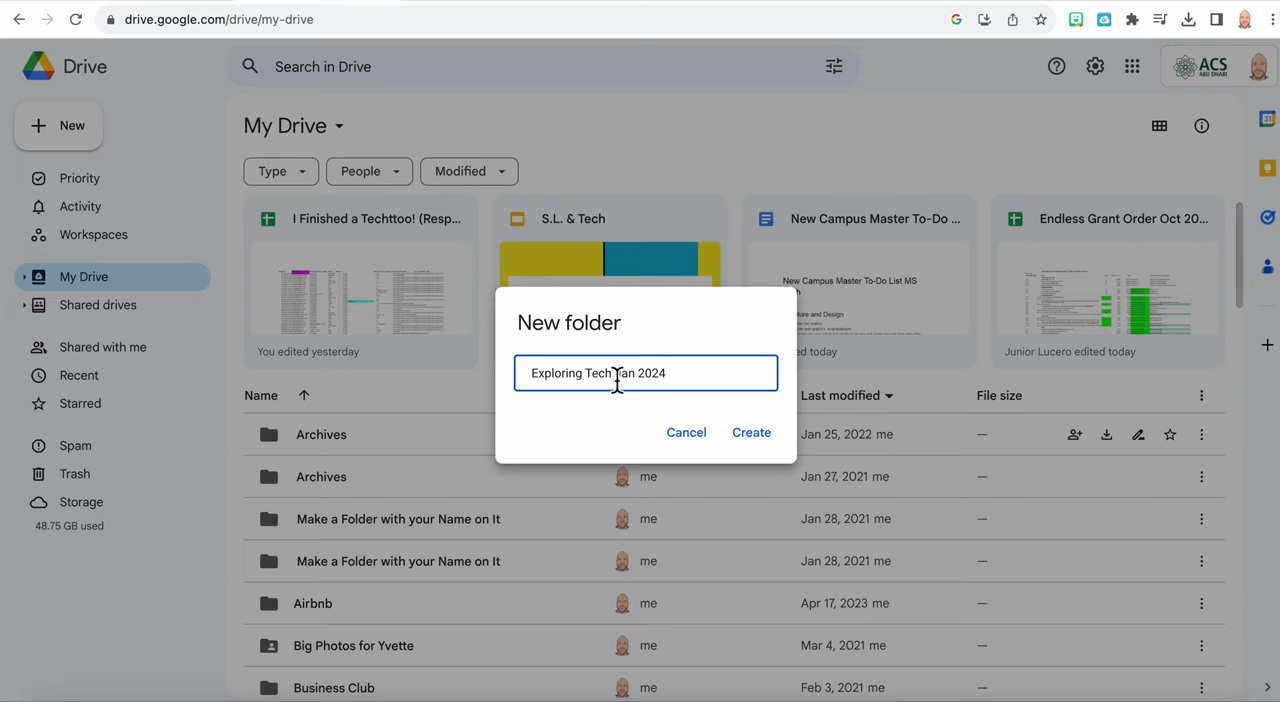 drive.google.com/drive/my-drive
Drive
Search in Drive
ACS
ABU DHABI
New
My Drive
Type
People
Modified
Priority
Activity
Workspaces
My Drive
Shared drives
Shared with me
Recent
Starred
Spam
Trash
Storage
48.75 GB used
I Finished a Techttoo! (Resp...
S.L. & Tech
New Campus Master To-Do ...
Endless Grant Order Oct 20...
New Campus Master To-Do List MS
You edited yesterday
Junior Lucero edited today
New folder
Exploring Tech Jan 2024
Cancel
Create
Name
Last modified
File size
Archives
Jan 25, 2022 me
—
Archives
me
Jan 27, 2021 me
—
Make a Folder with your Name on It
me
Jan 28, 2021 me
—
Make a Folder with your Name on It
me
Jan 28, 2021 me
—
Airbnb
me
Apr 17, 2023 me
—
Big Photos for Yvette
me
Mar 4, 2021 me
—
Business Club
me
Feb 3, 2021 me
—